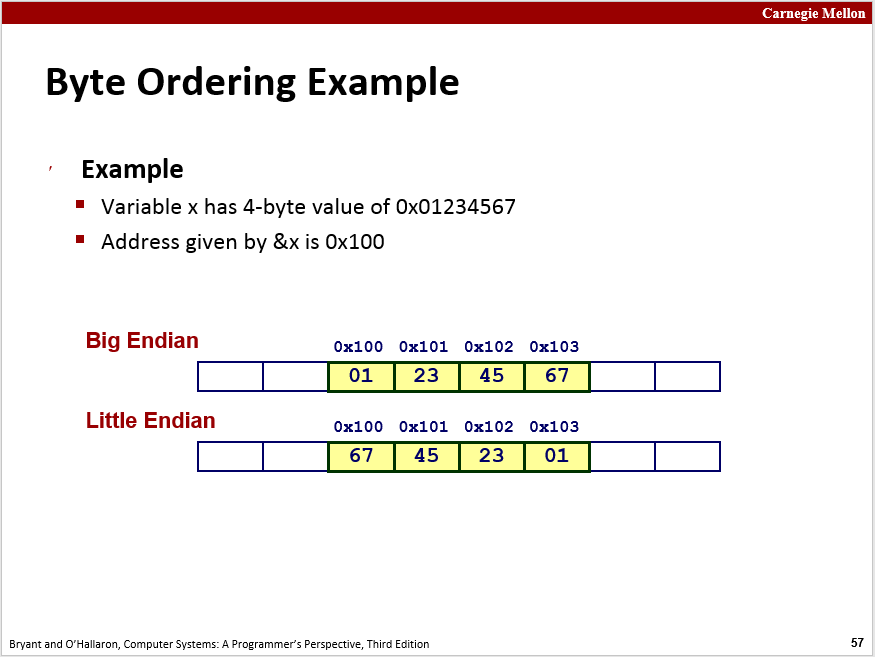 Carnegie Mellon
Byte Ordering Example
Example
Variable x has 4-byte value of 0x01234567
Address given by &x is 0x100
Big Endian
0x100 0x101 0x102 0x103
01 23 45 67
Little Endian
0x100 0x101 0x102 0x103
67 45 23 01
Bryant and O'Hallaron, Computer Systems: A Programmer's Perspective, Third Edition
57